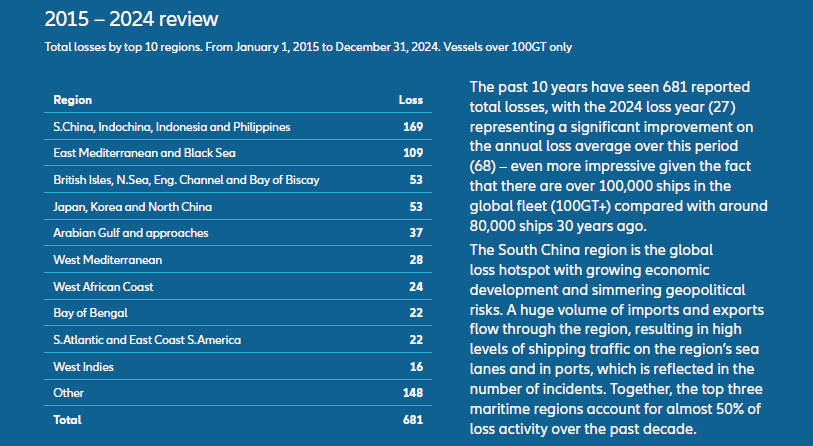 2015 – 2024 review
Total losses by top 10 regions. From January 1, 2015 to December 31, 2024. Vessels over 100GT only
Region Loss
S.China, Indochina, Indonesia and Philippines 169
East Mediterranean and Black Sea 109
British Isles, N.Sea, Eng. Channel and Bay of Biscay 53
Japan, Korea and North China 53
Arabian Gulf and approaches 37
West Mediterranean 28
West African Coast 24
Bay of Bengal 22
S.Atlantic and East Coast S.America 22
West Indies 16
Other 148
Total 681
The past 10 years have seen 681 reported
total losses, with the 2024 loss year (27)
representing a significant improvement on
the annual loss average over this period
(68) – even more impressive given the fact
that there are over 100,000 ships in the
global fleet (100GT+) compared with around
80,000 ships 30 years ago.
The South China region is the global
loss hotspot with growing economic
development and simmering geopolitical
risks. A huge volume of imports and exports
flow through the region, resulting in high
levels of shipping traffic on the region's sea
lanes and in ports, which is reflected in the
number of incidents. Together, the top three
maritime regions account for almost 50% of
loss activity over the past decade.